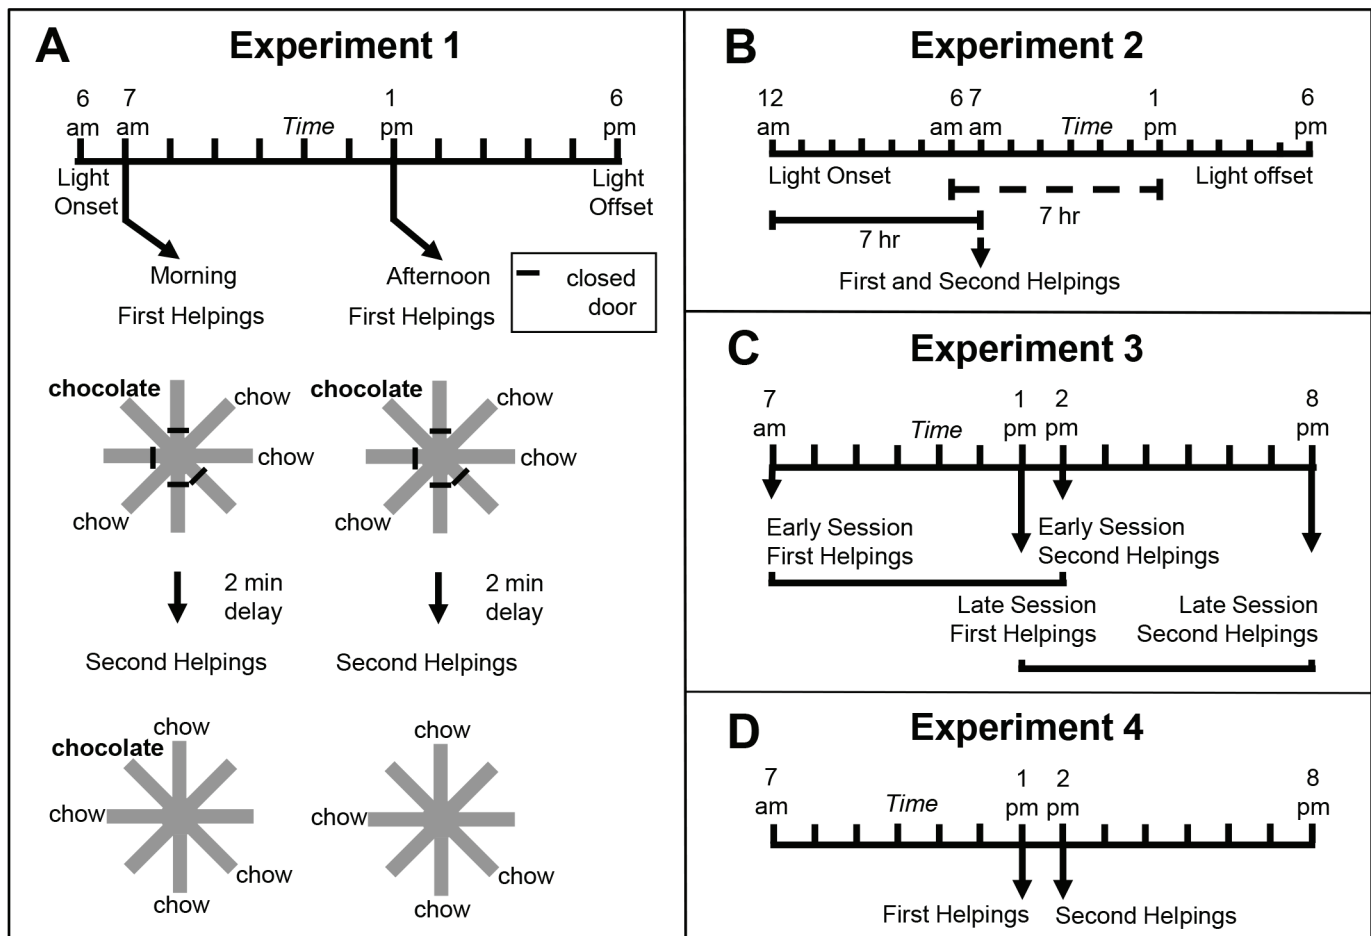 A
Experiment 1
6 7 1 6
am am Time pm pm
Light Light
Onset Offset
Morning Afternoon
First Helpings First Helpings
closed
door
chocolate chow chocolate chow
chow chow
chow chow
2 min 2 min
delay delay
Second Helpings Second Helpings
chow chow
chocolate
chow chow
chow chow
chow chow
B
Experiment 2
12 6 7 1 6
am am am Time pm pm
Light Onset Light offset
7 hr
7 hr
First and Second Helpings
C
Experiment 3
7 1 2 8
am Time pm pm pm
Early Session Early Session
First Helpings Second Helpings
Late Session Late Session
First Helpings Second Helpings
D
Experiment 4
7 1 2 8
am Time pm pm pm
First Helpings Second Helpings